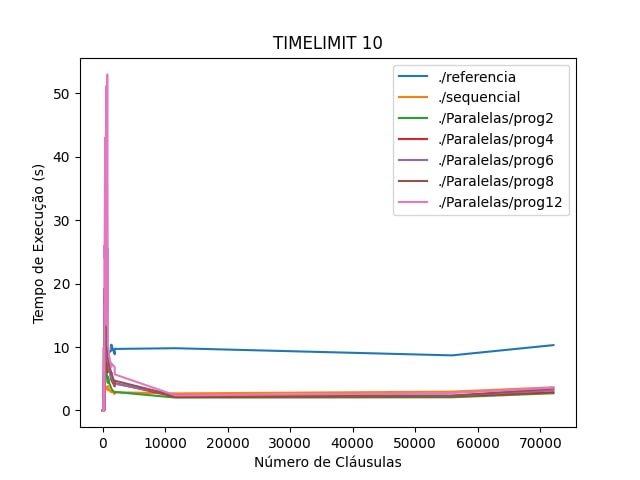 TIMELIMIT 10
./referencia
./sequencial
./Paralelas/prog2
./Paralelas/prog4
./Paralelas/prog6
./Paralelas/prog8
./Paralelas/prog12
Tempo de Execução (s)
50
40
30
20
10
0
0 10000 20000 30000 40000 50000 60000 70000
Número de Cláusulas